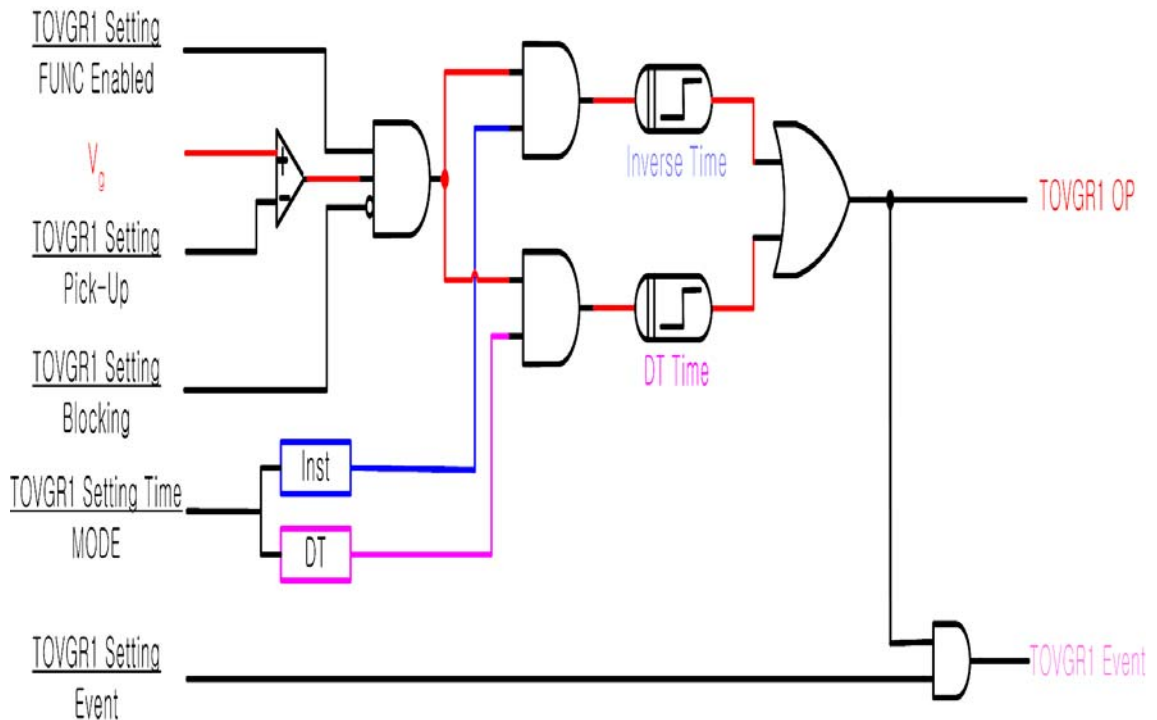 TOVGR1 Setting
FUNC Enabled
Vg
+
-
TOVGR1 Setting
Pick-Up
TOVGR1 Setting
Blocking
TOVGR1 Setting Time
MODE
Inst
DT
TOVGR1 Setting
Event
Inverse Time
DT Time
TOVGR1 OP
TOVGR1 Event